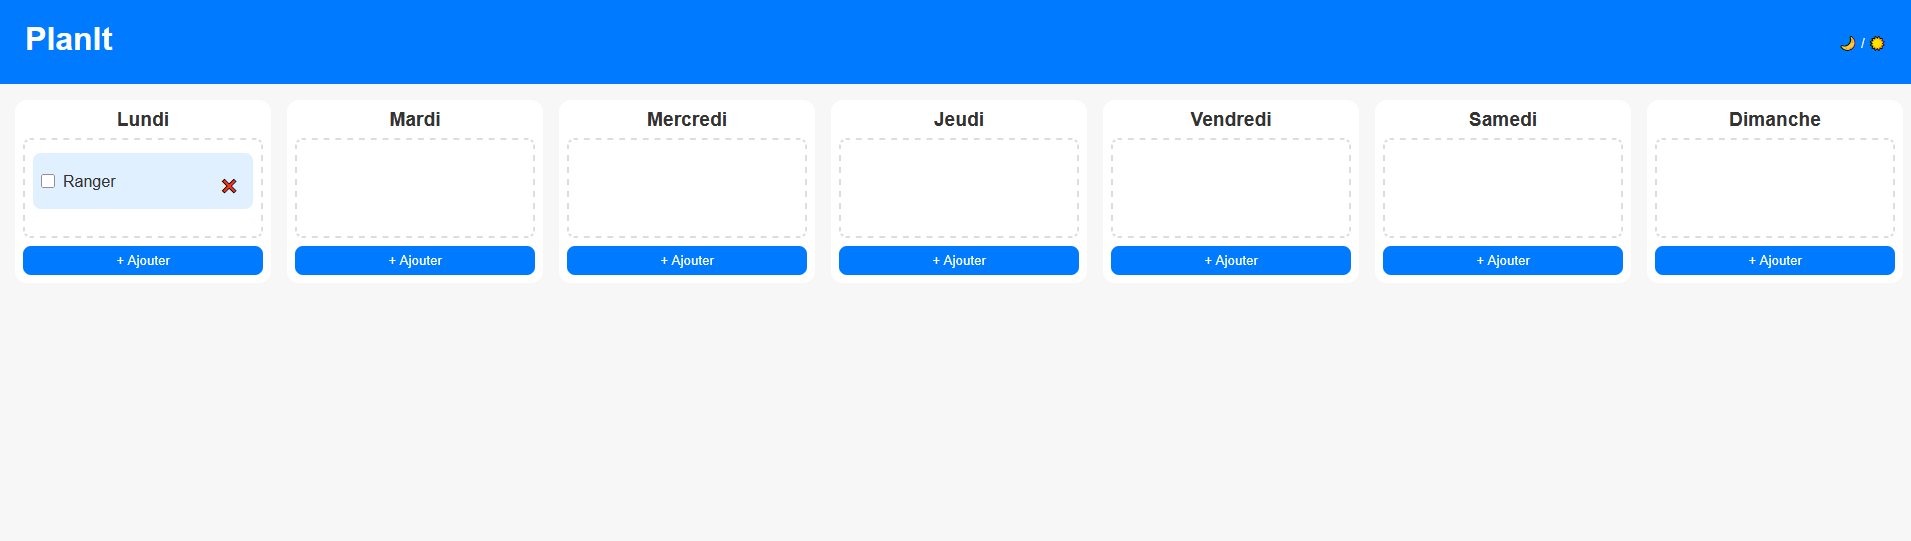 PlanIt
🌙 / 🌞
Lundi
Mardi
Mercredi
Jeudi
Vendredi
Samedi
Dimanche
Ranger
+ Ajouter
+ Ajouter
+ Ajouter
+ Ajouter
+ Ajouter
+ Ajouter
+ Ajouter